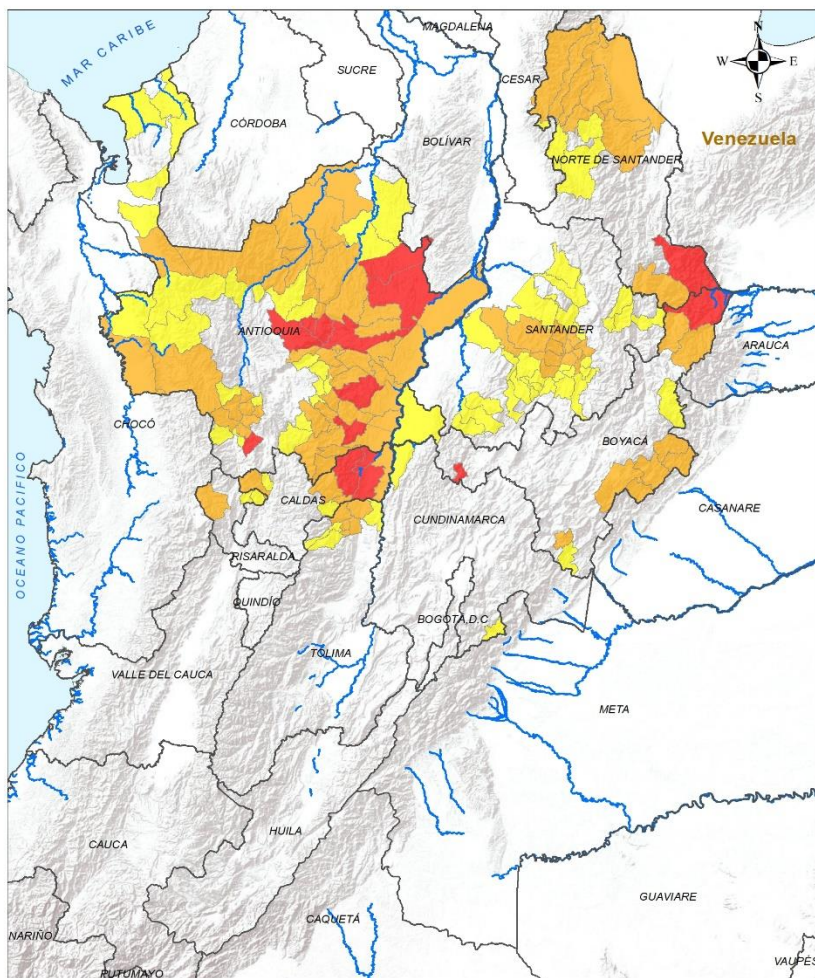 MAGDALENA
N
W E
S
MAR CARIBE
SUCRE
CESAR
CÓRDOBA
BOLÍVAR
Venezuela
NORTE DE SANTANDER
ANTIOQUIA
SANTANDER
ARAUCA
CHOCÓ
BOYACÁ
OCEANO PACIFICO
CALDAS
CUNDINAMARCA
CASANARE
RISARALDA
QUINDÍO
BOGOTÁ, D.C
TOLIMA
VALLE DEL CAUCA
META
CAUCA
HUILA
GUAVIARE
CAQUETÁ
NARIÑO
PUTUMAYO
VAUPÉS